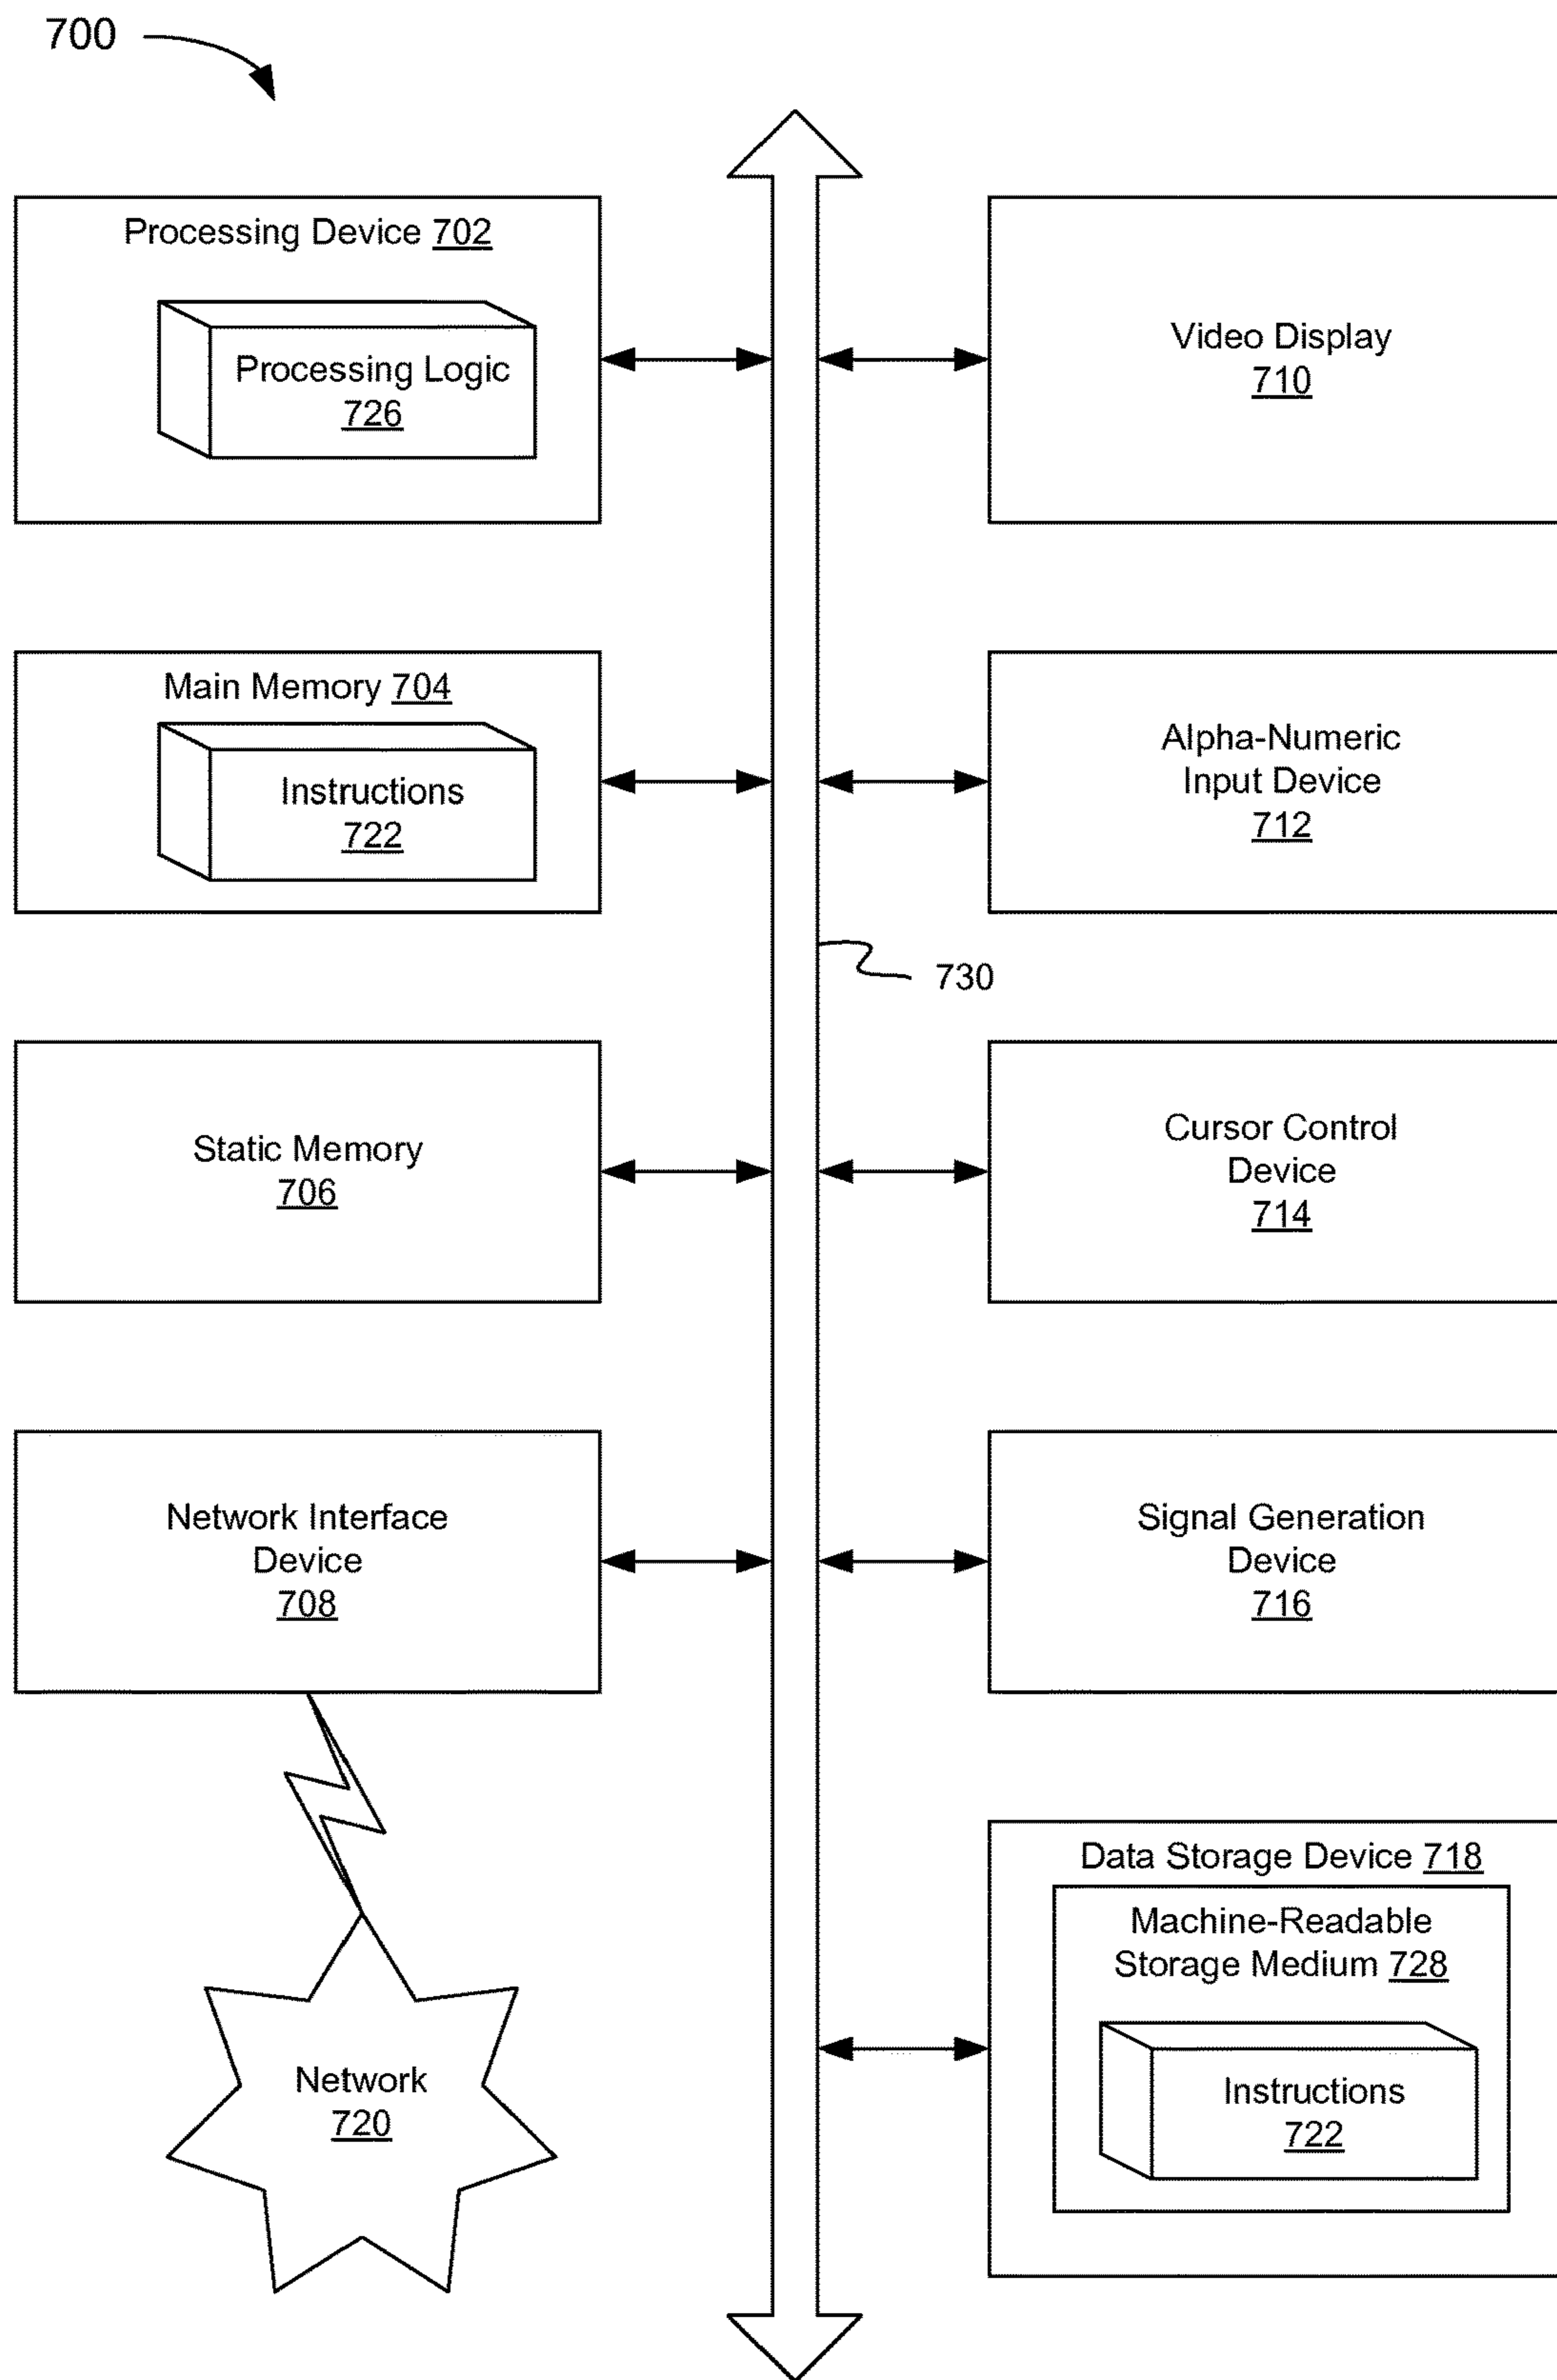 700
Processing Device 702
Processing Logic
726
Video Display
710
Main Memory 704
Instructions
722
Alpha-Numeric
Input Device
712
730
Static Memory
706
Cursor Control
Device
714
Network Interface
Device
708
Signal Generation
Device
716
Data Storage Device 718
Machine-Readable
Storage Medium 728
Instructions
722
Network
720